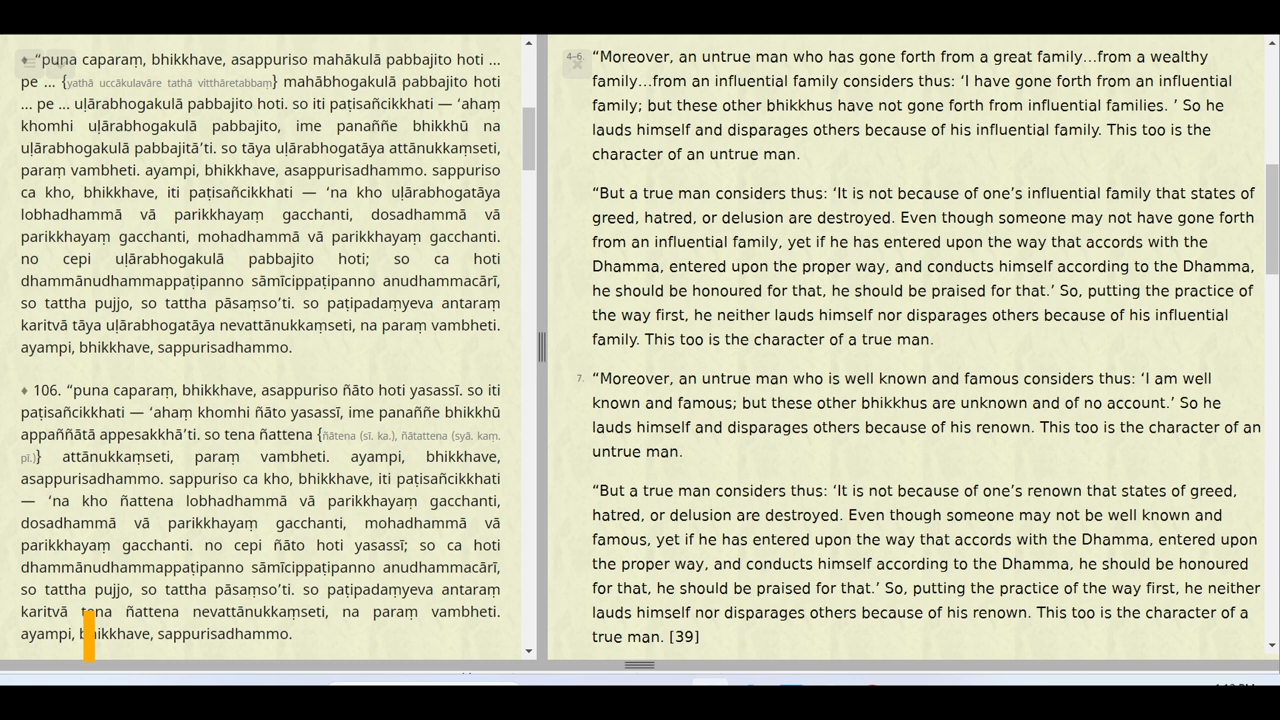 ♦ “puna caparaṃ, bhikkhave, asappuriso mahākulā pabbajito hoti ...
pe ... {yathā uccākulavāre tathā vitthāretabbaṃ} mahābhogakulā pabbajito hoti
... pe ... uḷārabhogakulā pabbajito hoti. so iti paṭisañcikkhati — ‘ahaṃ
khomhi uḷārabhogakulā pabbajito, ime panaññe bhikkhū na
uḷārabhogakulā pabbajitā’ti. so tāya uḷārabhogatāya attānukkaṃseti,
paraṃ vambheti. ayampi, bhikkhave, asappurisadhammo. sappuriso
ca kho, bhikkhave, iti paṭisañcikkhati — ‘na kho uḷārabhogatāya
lobhadhammā vā parikkhayaṃ gacchanti, dosadhammā vā
parikkhayaṃ gacchanti, mohadhammā vā parikkhayaṃ gacchanti.
no cepi uḷārabhogakulā pabbajito hoti; so ca hoti
dhammānudhammappaṭipanno sāmīcippaṭipanno anudhammacārī,
so tattha pujjo, so tattha pāsaṃso’ti. so paṭipadaṃyeva antaraṃ
karitvā tāya uḷārabhogatāya nevattānukkaṃseti, na paraṃ vambheti.
ayampi, bhikkhave, sappurisadhammo.
♦ 106. “puna caparaṃ, bhikkhave, asappuriso ñāto hoti yasassī. so iti
paṭisañcikkhati — ‘ahaṃ khomhi ñāto yasassī, ime panaññe bhikkhū
appaññātā appesakkhā’ti. so tena ñattena {ñātena (sī. ka.), ñātattena (syā. kaṃ.
pī.)} attānukkaṃseti, paraṃ vambheti. ayampi, bhikkhave,
asappurisadhammo. sappuriso ca kho, bhikkhave, iti paṭisañcikkhati
— ‘na kho ñattena lobhadhammā vā parikkhayaṃ gacchanti,
dosadhammā vā parikkhayaṃ gacchanti, mohadhammā vā
parikkhayaṃ gacchanti. no cepi ñāto hoti yasassī; so ca hoti
dhammānudhammappaṭipanno sāmīcippaṭipanno anudhammacārī,
so tattha pujjo, so tattha pāsaṃso’ti. so paṭipadaṃyeva antaraṃ
karitvā tena ñattena nevattānukkaṃseti, na paraṃ vambheti.
ayampi, bhikkhave, sappurisadhammo.
4–6. “Moreover, an untrue man who has gone forth from a great family…from a wealthy
family…from an influential family considers thus: ‘I have gone forth from an influential
family; but these other bhikkhus have not gone forth from influential families. ’ So he
lauds himself and disparages others because of his influential family. This too is the
character of an untrue man.
“But a true man considers thus: ‘It is not because of one’s influential family that states of
greed, hatred, or delusion are destroyed. Even though someone may not have gone forth
from an influential family, yet if he has entered upon the way that accords with the
Dhamma, entered upon the proper way, and conducts himself according to the Dhamma,
he should be honoured for that, he should be praised for that.’ So, putting the practice of
the way first, he neither lauds himself nor disparages others because of his influential
family. This too is the character of a true man.
7. “Moreover, an untrue man who is well known and famous considers thus: ‘I am well
known and famous; but these other bhikkhus are unknown and of no account.’ So he
lauds himself and disparages others because of his renown. This too is the character of an
untrue man.
“But a true man considers thus: ‘It is not because of one’s renown that states of greed,
hatred, or delusion are destroyed. Even though someone may not be well known and
famous, yet if he has entered upon the way that accords with the Dhamma, entered upon
the proper way, and conducts himself according to the Dhamma, he should be honoured
for that, he should be praised for that.’ So, putting the practice of the way first, he neither
lauds himself nor disparages others because of his renown. This too is the character of a
true man. [39]